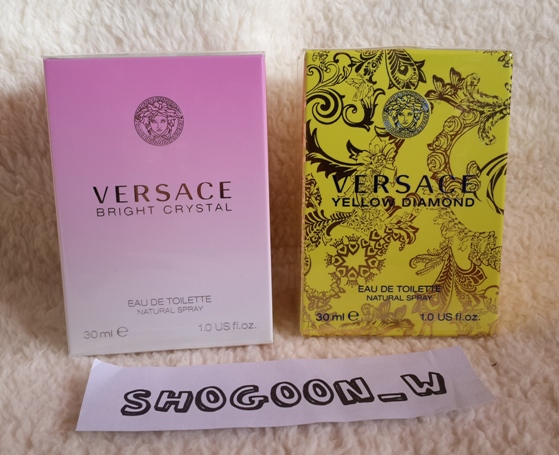 VERSACE
BRIGHT CRYSTAL
EAU DE TOILETTE
NATURAL SPRAY
30 ml ℮ 1.0 US fl.oz.
VERSACE
YELLOW DIAMOND
EAU DE TOILETTE
NATURAL SPRAY
30 ml ℮ 1.0 US fl.oz.
SHOGOON_W